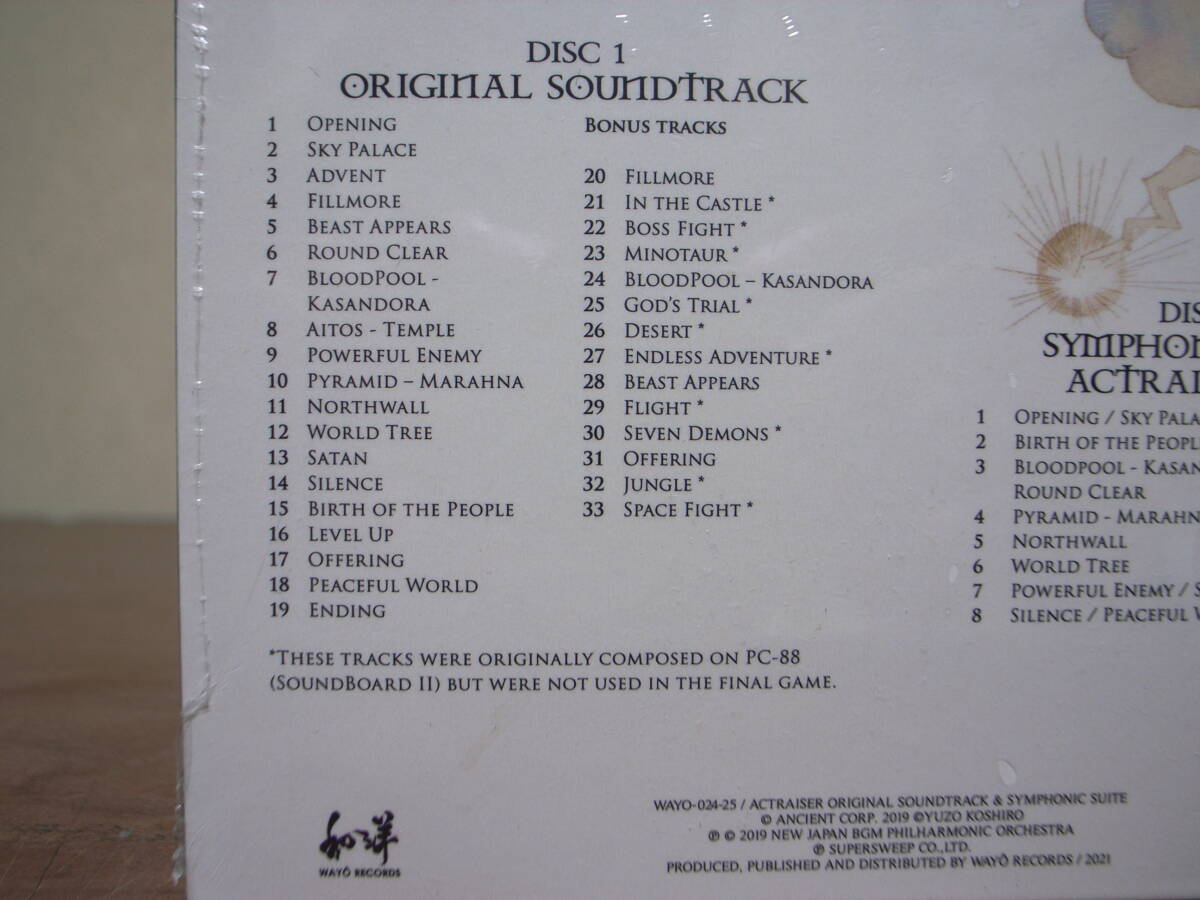 DISC 1
ORIGINAL SOUNDTRACK
1 OPENING
2 SKY PALACE
3 ADVENT
4 FILLMORE
5 BEAST APPEARS
6 ROUND CLEAR
7 BLOODPOOL -
KASANDORA
8 AITOS - TEMPLE
9 POWERFUL ENEMY
10 PYRAMID – MARAHNA
11 NORTHWALL
12 WORLD TREE
13 SATAN
14 SILENCE
15 BIRTH OF THE PEOPLE
16 LEVEL UP
17 OFFERING
18 PEACEFUL WORLD
19 ENDING
BONUS TRACKS
20 FILLMORE
21 IN THE CASTLE *
22 BOSS FIGHT *
23 MINOTAUR *
24 BLOODPOOL – KASANDORA
25 GOD'S TRIAL *
26 DESERT *
27 ENDLESS ADVENTURE *
28 BEAST APPEARS
29 FLIGHT *
30 SEVEN DEMONS *
31 OFFERING
32 JUNGLE *
33 SPACE FIGHT *
*THESE TRACKS WERE ORIGINALLY COMPOSED ON PC-88
(SOUNDBOARD II) BUT WERE NOT USED IN THE FINAL GAME.
DIS
SYMPHON
ACTRAI
1 OPENING / SKY PALA
2 BIRTH OF THE PEOPL
3 BLOODPOOL - KASAN
ROUND CLEAR
4 PYRAMID - MARAHN
5 NORTHWALL
6 WORLD TREE
7 POWERFUL ENEMY / S
8 SILENCE / PEACEFUL W
和洋
WAYÔ RECORDS
WAYO-024-25 / ACTRAISER ORIGINAL SOUNDTRACK & SYMPHONIC SUITE
© ANCIENT CORP. 2019 ©YUZO KOSHIRO
℗ © 2019 NEW JAPAN BGM PHILHARMONIC ORCHESTRA
℗ SUPERSWEEP CO.,LTD.
PRODUCED, PUBLISHED AND DISTRIBUTED BY WAYÔ RECORDS / 2021